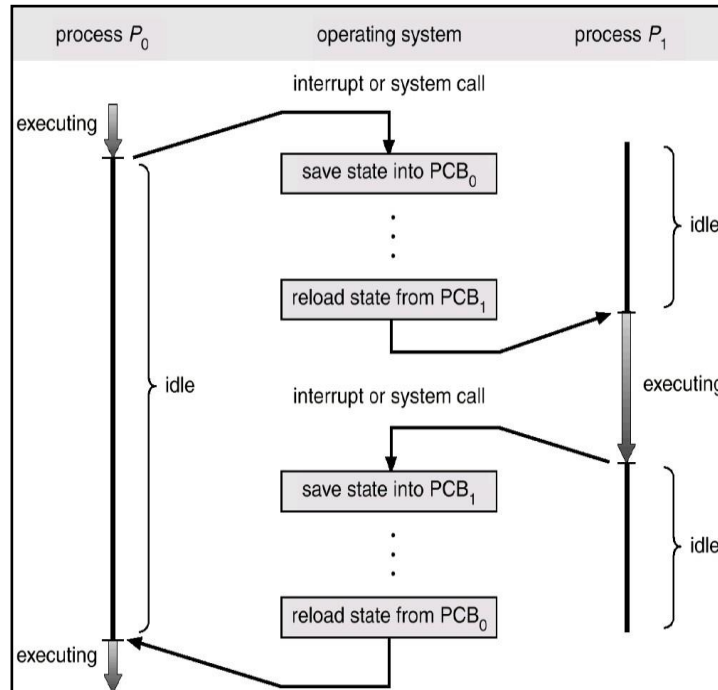 process P₀ operating system process P₁
interrupt or system call
executing
save state into PCB₀
idle
reload state from PCB₁
idle
executing
interrupt or system call
save state into PCB₁
idle
reload state from PCB₀
executing